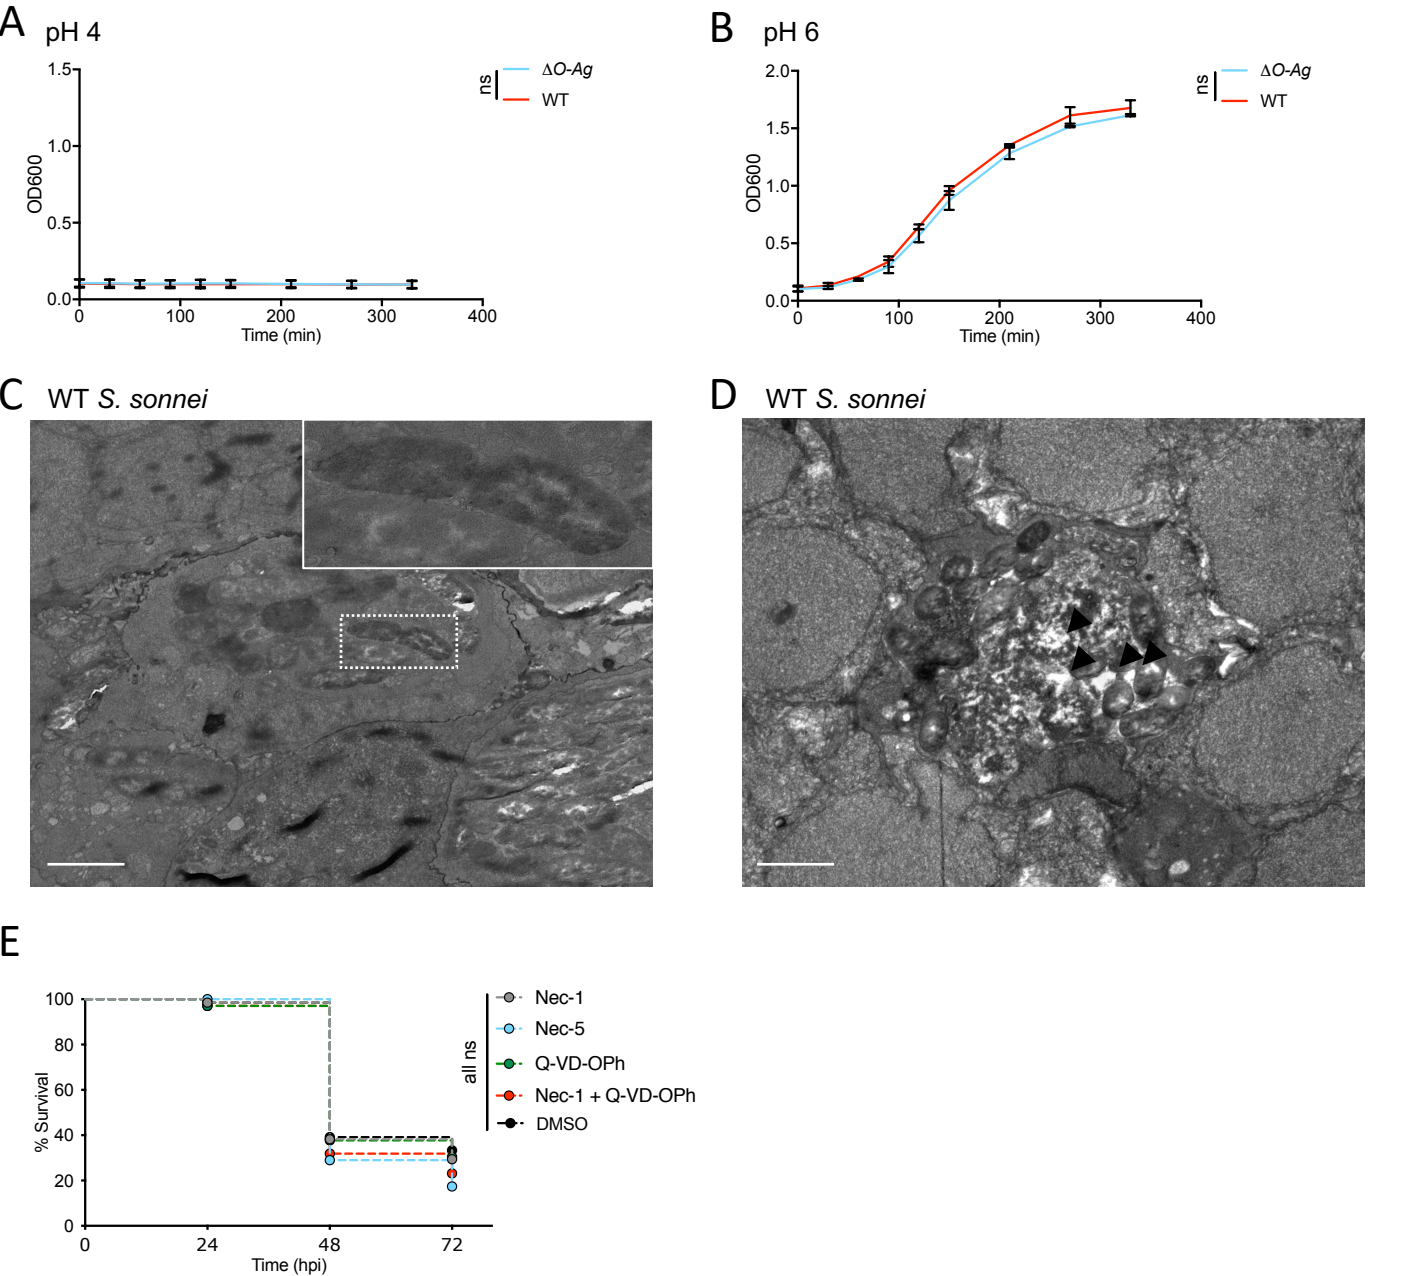 A pH 4
1.5
1.0
0.5
0.0
OD600
0 100 200 300 400
Time (min)
ns
ΔO-Ag
WT
B pH 6
2.0
1.5
1.0
0.5
0.0
OD600
0 100 200 300 400
Time (min)
ns
ΔO-Ag
WT
C WT S. sonnei
D WT S. sonnei
E
100
80
60
40
20
0
% Survival
0 24 48 72
Time (hpi)
all ns
Nec-1
Nec-5
Q-VD-OPh
Nec-1 + Q-VD-OPh
DMSO